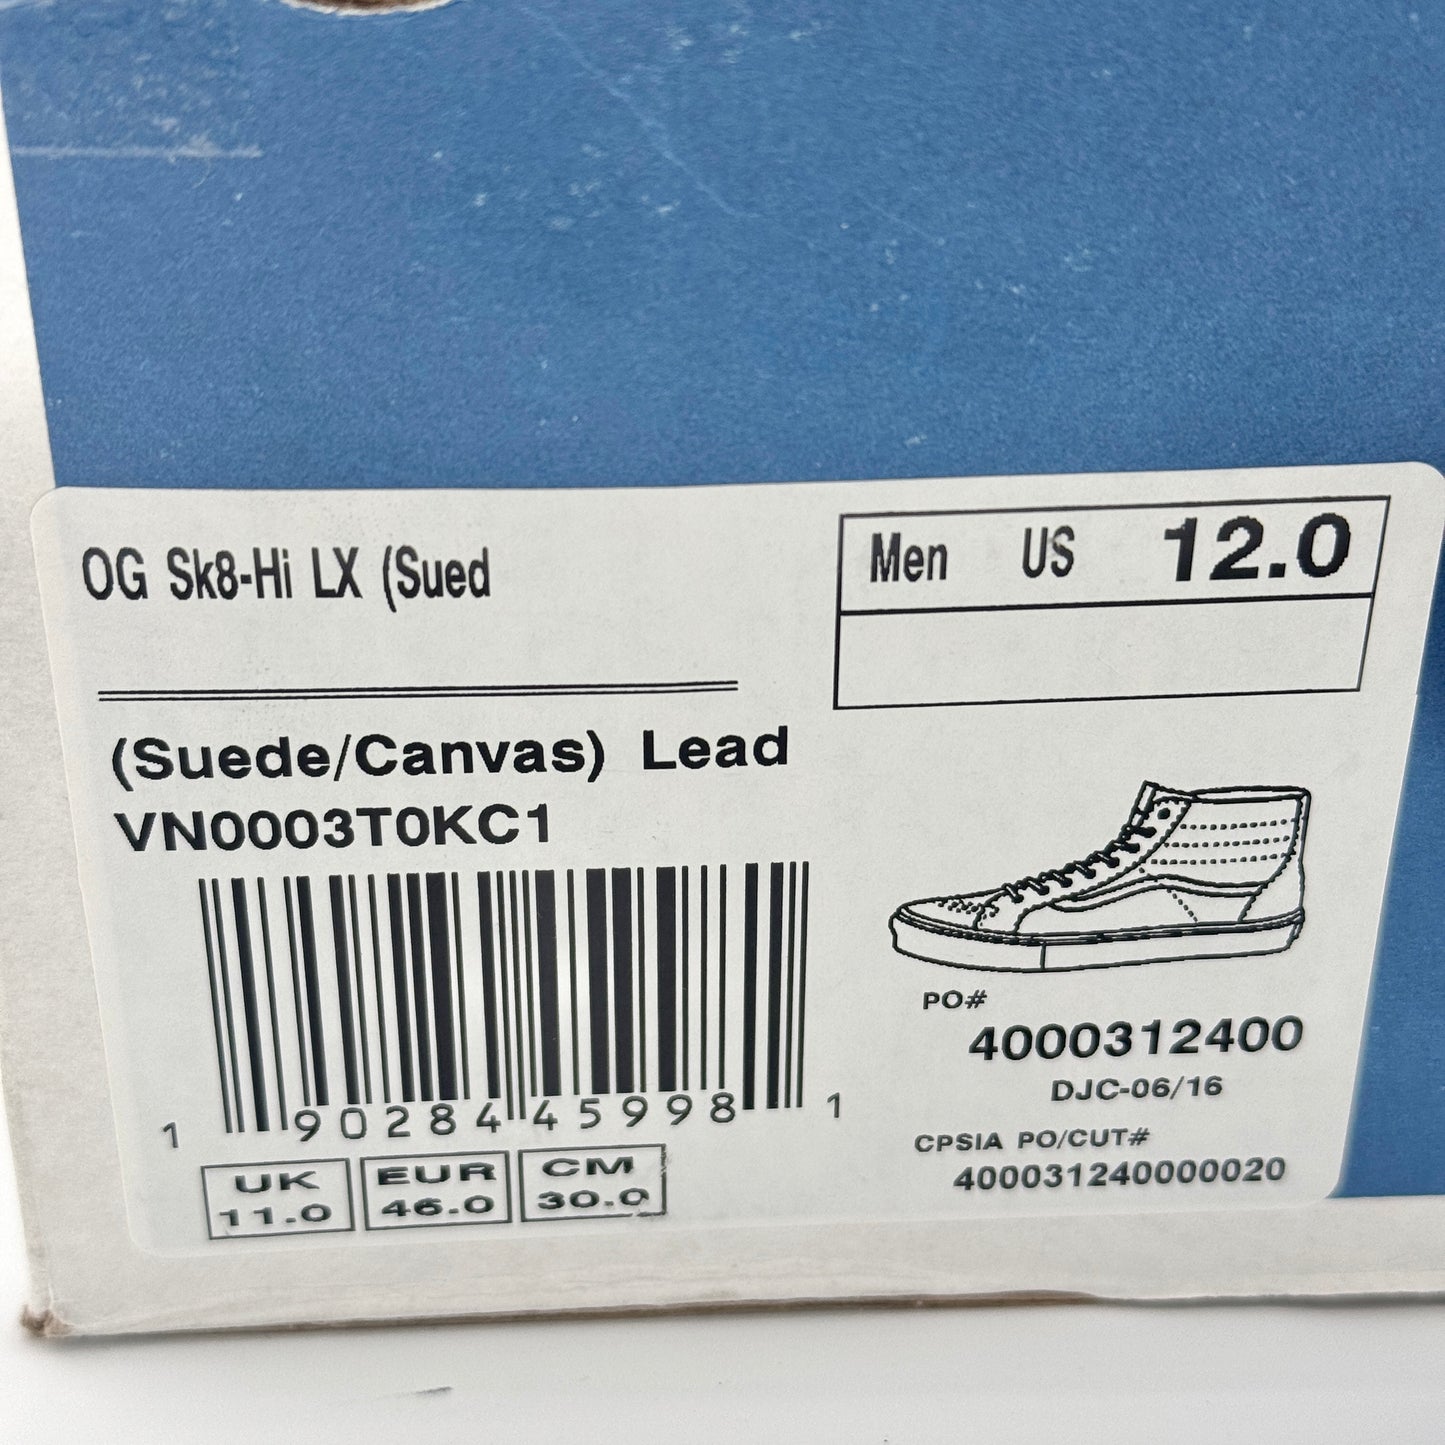 OG Sk8-Hi LX (Sued
Men US 12.0
(Suede/Canvas) Lead
VN0003T0KC1
1 90284 45998 1
UK
11.0
EUR
46.0
CM
30.0
PO#
4000312400
DJC-06/16
CPSIA PO/CUT#
400031240000020